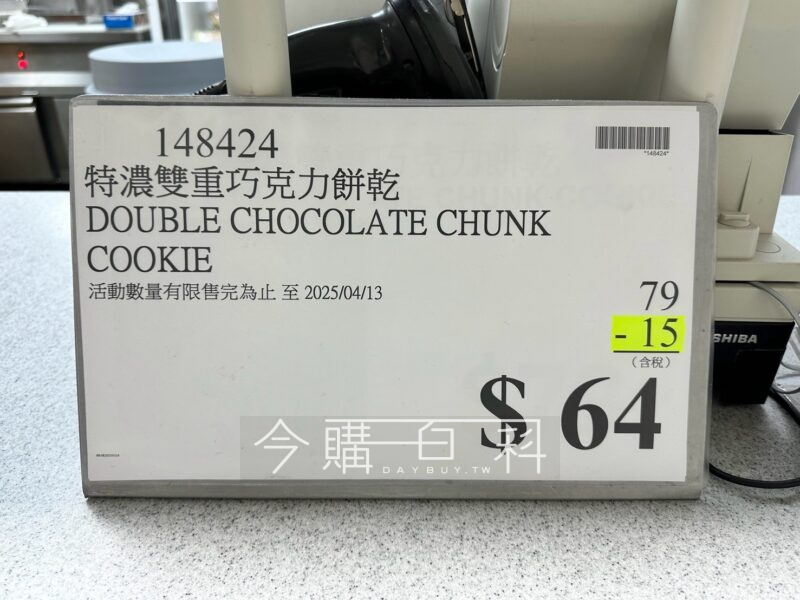 148424
*148424*
特濃雙重巧克力餅乾
DOUBLE CHOCOLATE CHUNK
COOKIE
活動數量有限售完為止 至 2025/04/13
79
- 15
(含稅)
$ 64
SHIBA
今購百科
DAYBUY.TW